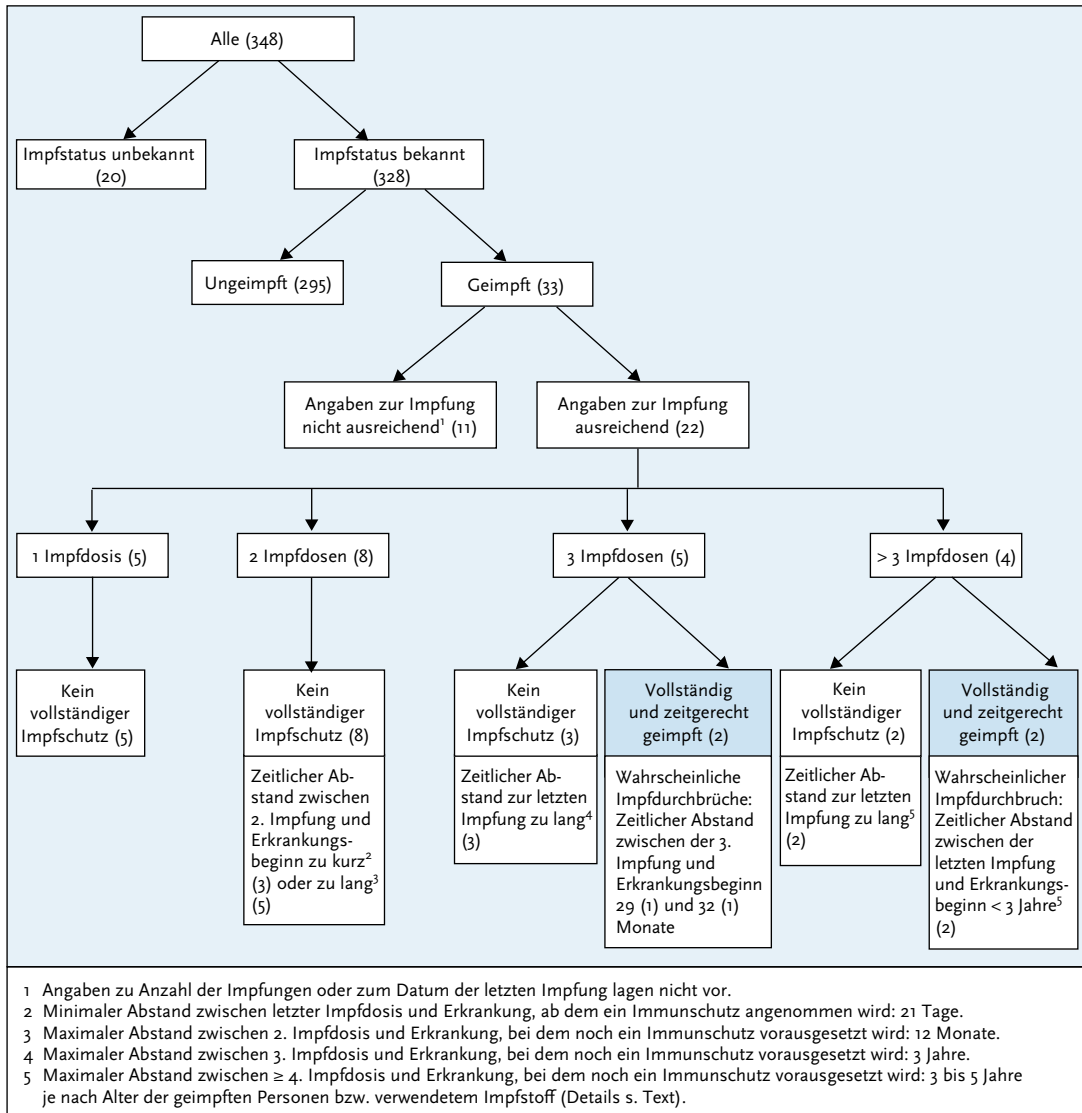 Alle (348)
Impfstatus unbekannt
(20)
Impfstatus bekannt
(328)
Ungeimpft (295)
Geimpft (33)
Angaben zur Impfung
nicht ausreichend¹ (11)
Angaben zur Impfung
ausreichend (22)
1 Impfdosis (5)
2 Impfdosen (8)
3 Impfdosen (5)
> 3 Impfdosen (4)
Kein
vollständiger
Impfschutz
(5)
Kein
vollständiger
Impfschutz (8)
Zeitlicher Ab-
stand zwischen
2. Impfung und
Erkrankungs-
beginn zu kurz²
(3) oder zu lang³
(5)
Kein
vollständiger
Impfschutz (3)
Zeitlicher Ab-
stand zur letzten
Impfung zu lang⁴
(3)
Vollständig
und zeitgerecht
geimpft (2)
Wahrscheinliche
Impfdurchbrüche:
Zeitlicher Abstand
zwischen der 3.
Impfung und
Erkrankungsbeginn
29 (1) und 32 (1)
Monate
Kein
vollständiger
Impfschutz (2)
Zeitlicher Ab-
stand zur letzten
Impfung zu lang⁵
(2)
Vollständig
und zeitgerecht
geimpft (2)
Wahrscheinlicher
Impfdurchbruch:
Zeitlicher Abstand
zwischen der
letzten Impfung
und Erkrankungs-
beginn < 3 Jahre⁵
(2)
1 Angaben zu Anzahl der Impfungen oder zum Datum der letzten Impfung lagen nicht vor.
2 Minimaler Abstand zwischen letzter Impfdosis und Erkrankung, ab dem ein Immunschutz angenommen wird: 21 Tage.
3 Maximaler Abstand zwischen 2. Impfdosis und Erkrankung, bei dem noch ein Immunschutz vorausgesetzt wird: 12 Monate.
4 Maximaler Abstand zwischen 3. Impfdosis und Erkrankung, bei dem noch ein Immunschutz vorausgesetzt wird: 3 Jahre.
5 Maximaler Abstand zwischen ≥ 4. Impfdosis und Erkrankung, bei dem noch ein Immunschutz vorausgesetzt wird: 3 bis 5 Jahre
je nach Alter der geimpften Personen bzw. verwendetem Impfstoff (Details s. Text).